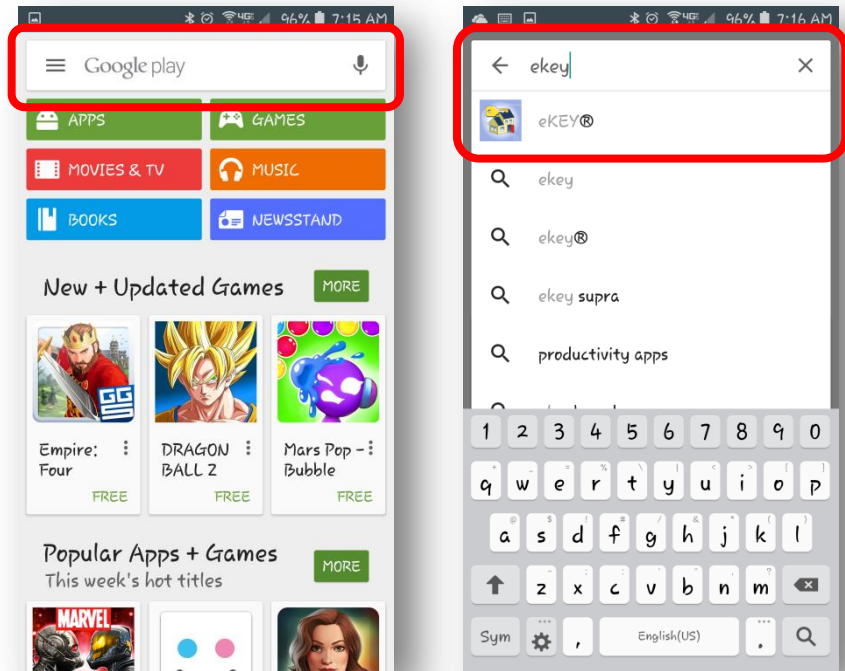 96% 7:15 AM
Google play
APPS
GAMES
MOVIES & TV
MUSIC
BOOKS
NEWSSTAND
New + Updated Games
MORE
Empire:
Four
FREE
DRAGON
BALL Z
FREE
Mars Pop -
Bubble
FREE
Popular Apps + Games
This week's hot titles
MORE
MARVEL
96% 7:16 AM
ekey
eKEY®
ekey
ekey®
ekey supra
productivity apps
1 2 3 4 5 6 7 8 9 0
q w e r t y u i o p
a s d f g h j k l
z x c v b n m
Sym , English(US) .